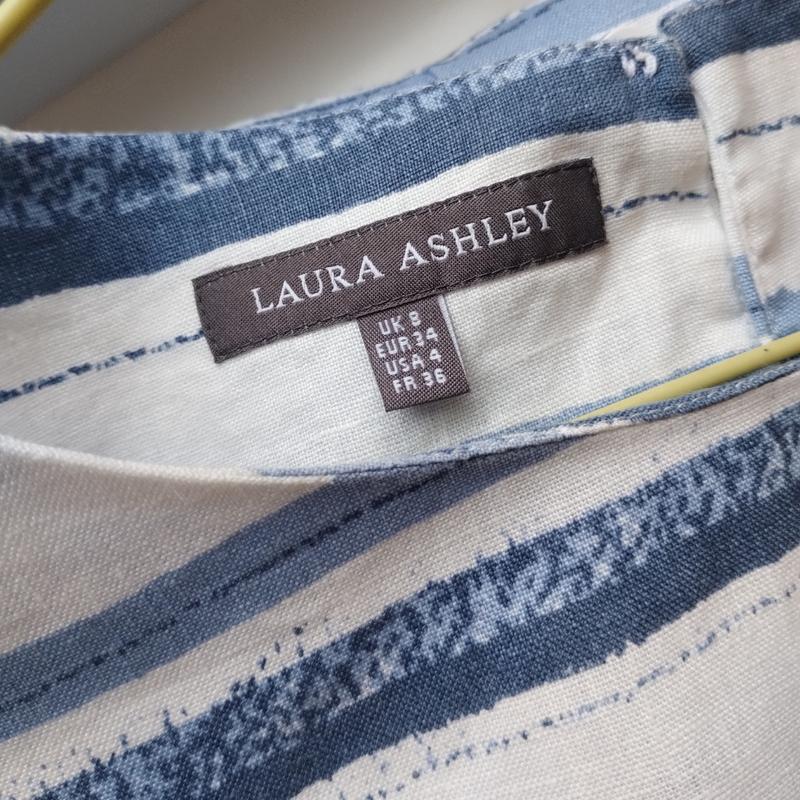 LAURA ASHLEY
UK 8
EUR 34
USA 4
FR 36